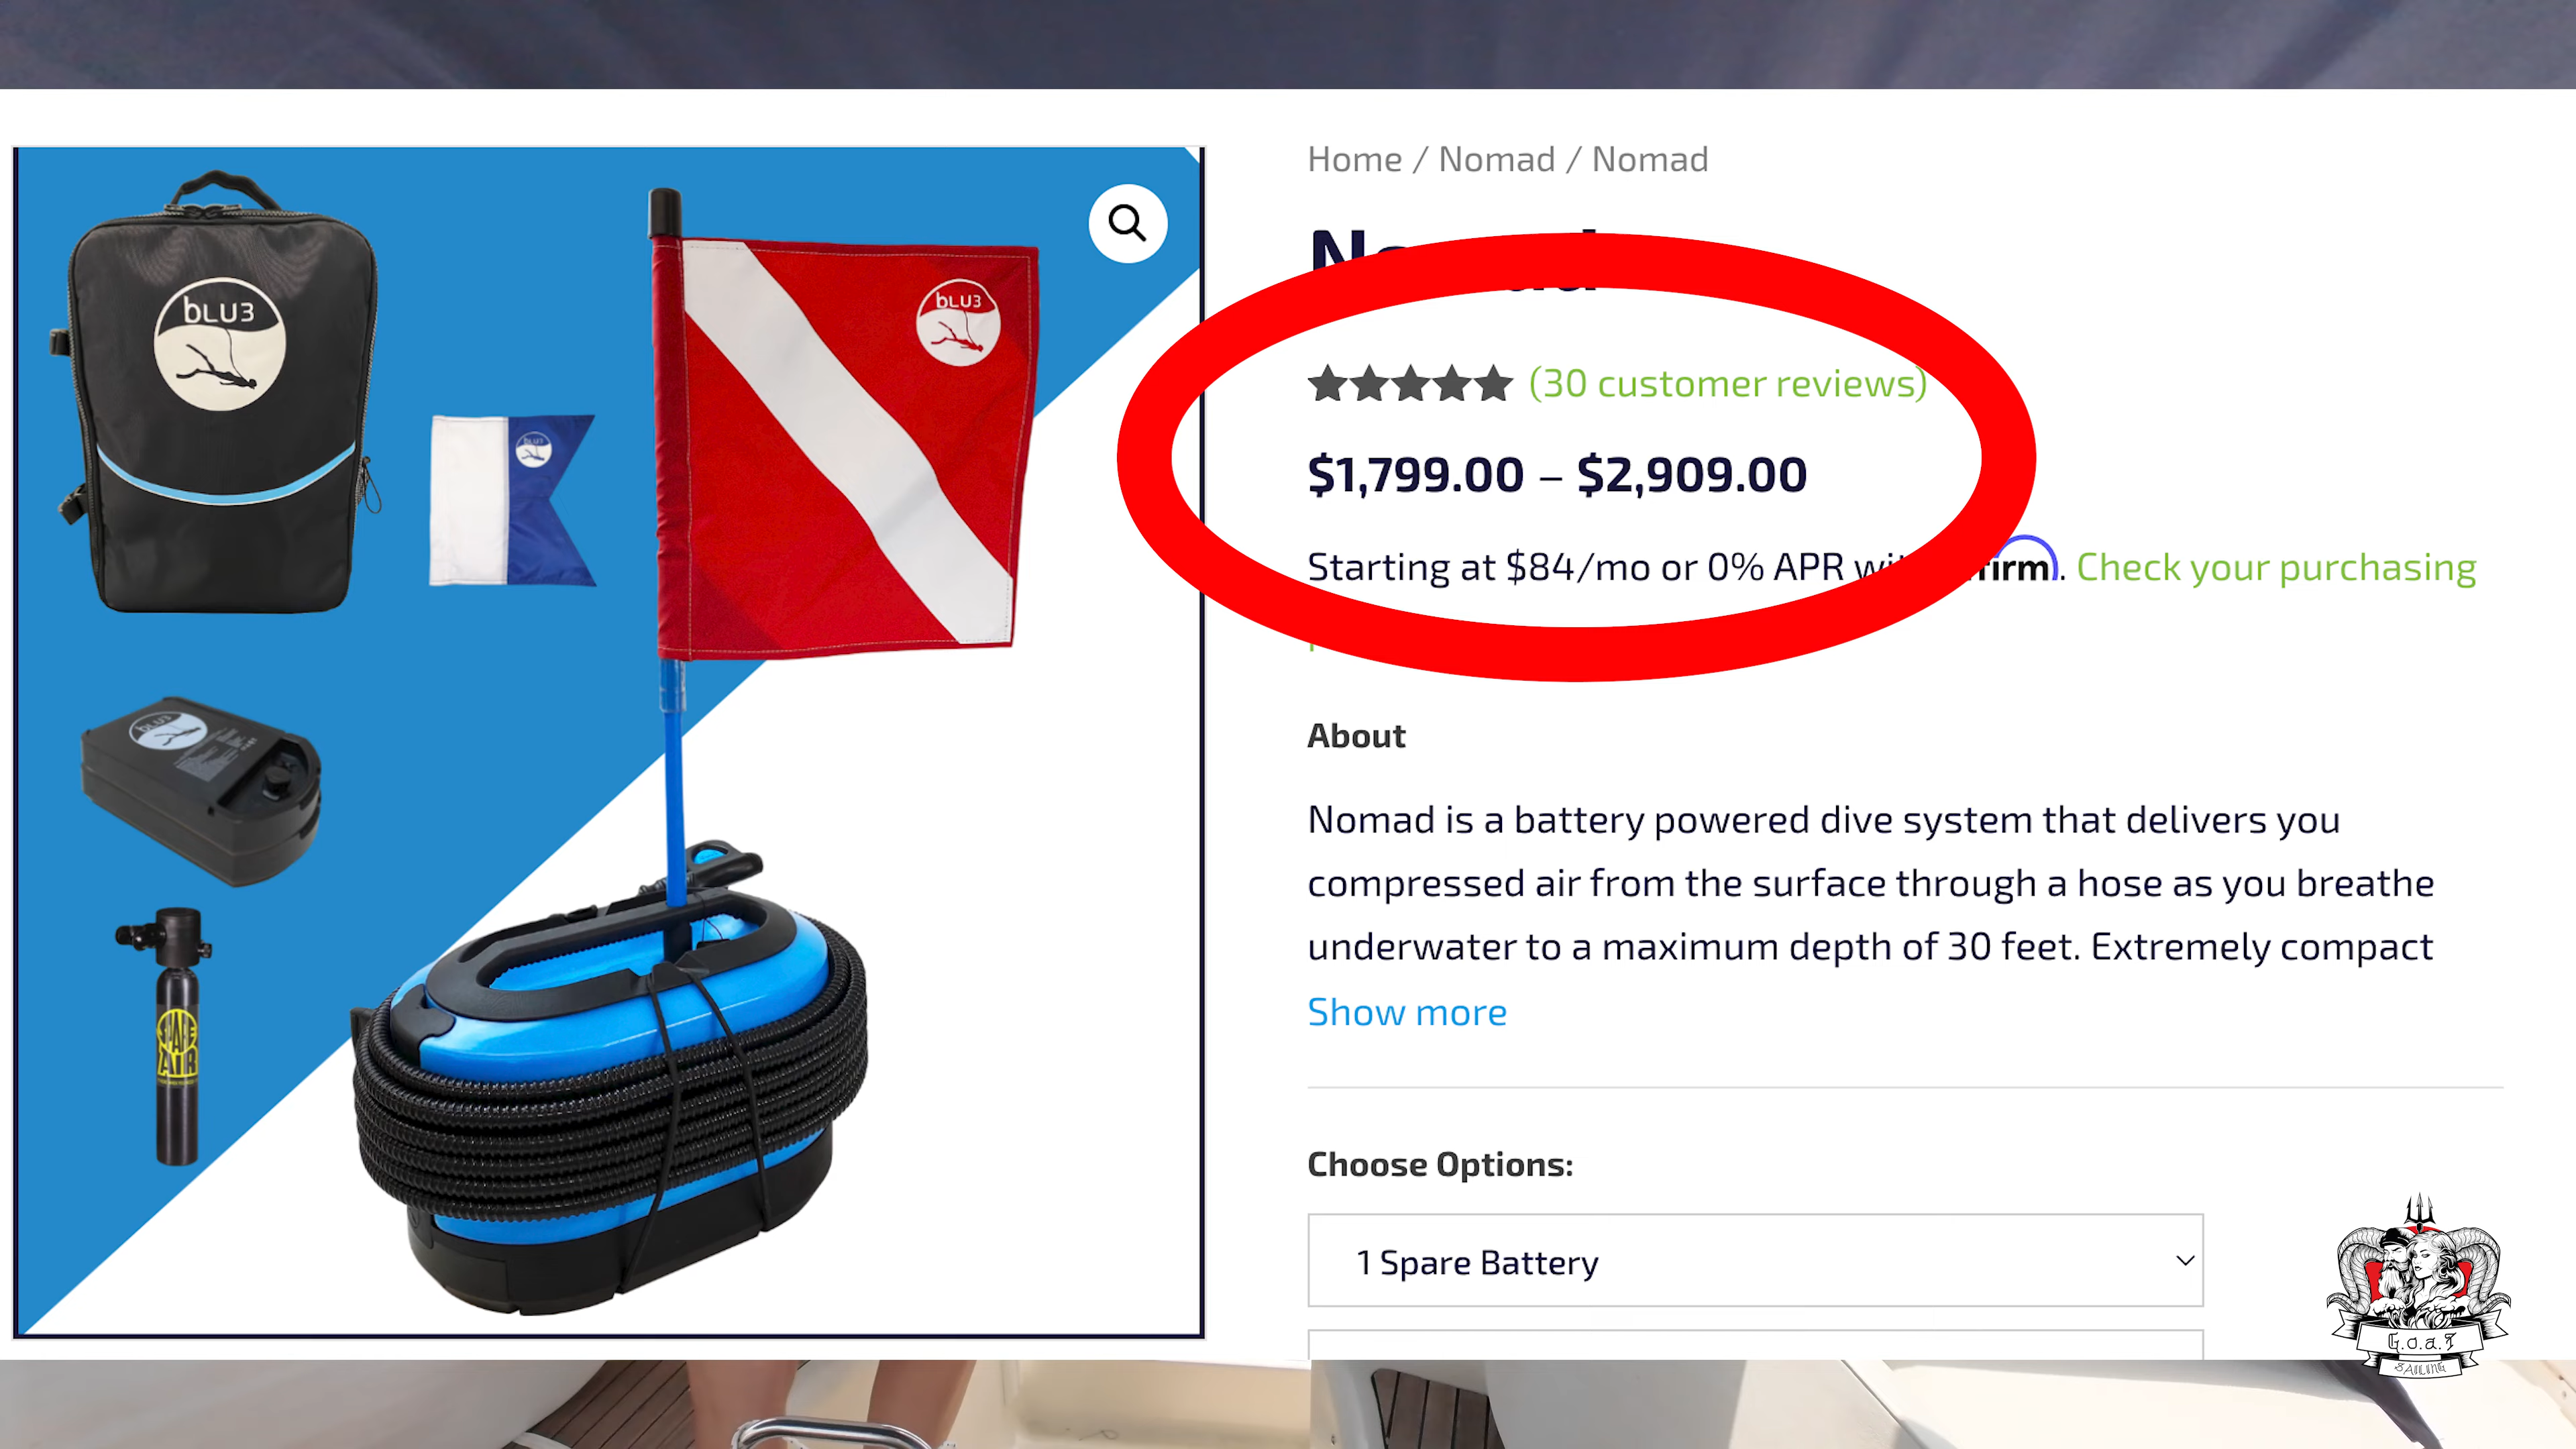 Home / Nomad / Nomad
(30 customer reviews)
$1,799.00 – $2,909.00
Starting at $84/mo or 0% APR
. Check your purchasing
About
Nomad is a battery powered dive system that delivers you
compressed air from the surface through a hose as you breathe
underwater to a maximum depth of 30 feet. Extremely compact
Show more
Choose Options:
1 Spare Battery
bLU3
bLU3
bLU3
bLU3
SPARE
AIR
G.o.a.T
SAILING